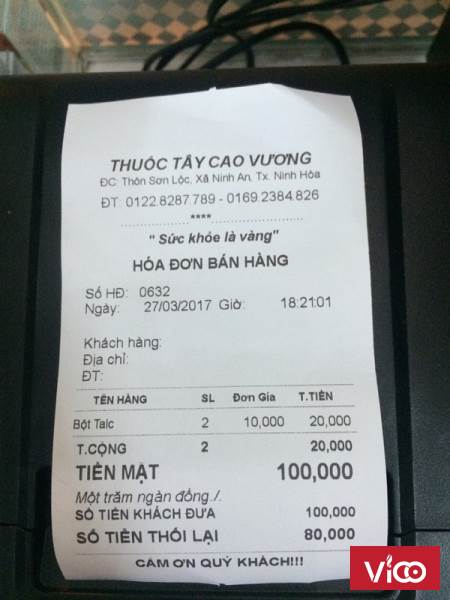 THUỐC TÂY CAO VƯƠNG
ĐC: Thôn Sơn Lộc, Xã Ninh An, Tx. Ninh Hòa
ĐT: 0122.8287.789 - 0169.2384.826
....................****........................
" Sức khỏe là vàng"
HÓA ĐƠN BÁN HÀNG
Số HĐ: 0632
Ngày: 27/03/2017 Giờ: 18:21:01
Khách hàng:
Địa chỉ:
ĐT:
TÊN HÀNG SL Đơn Gía T.TIỀN
Bột Talc 2 10,000 20,000
T.CỘNG 2 20,000
TIỀN MẶT 100,000
Một trăm ngàn đồng./.
SỐ TIỀN KHÁCH ĐƯA 100,000
SỐ TIỀN THỐI LẠI 80,000
CÁM ƠN QUÝ KHÁCH!!!
VICO